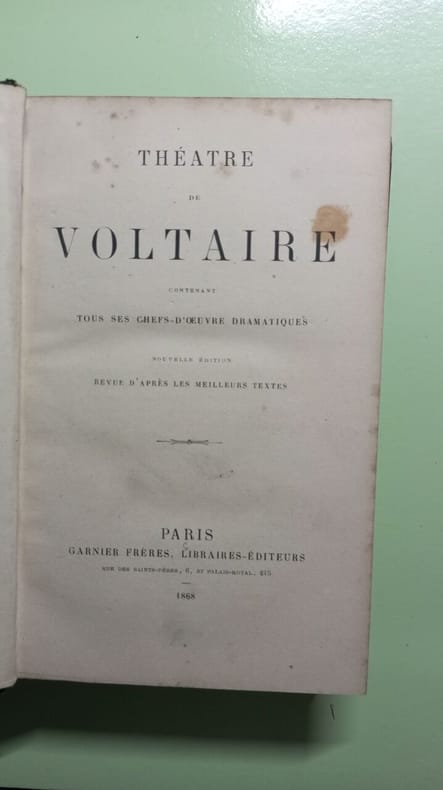 THÉATRE
DE
VOLTAIRE
CONTENANT
TOUS SES CHEFS-D'ŒUVRE DRAMATIQUES
NOUVELLE ÉDITION
REVUE D'APRÈS LES MEILLEURS TEXTES
PARIS
GARNIER FRÈRES, LIBRAIRES-ÉDITEURS
RUE DES SAINTS-PÈRES, 6, ET PALAIS-ROYAL, 215
1868